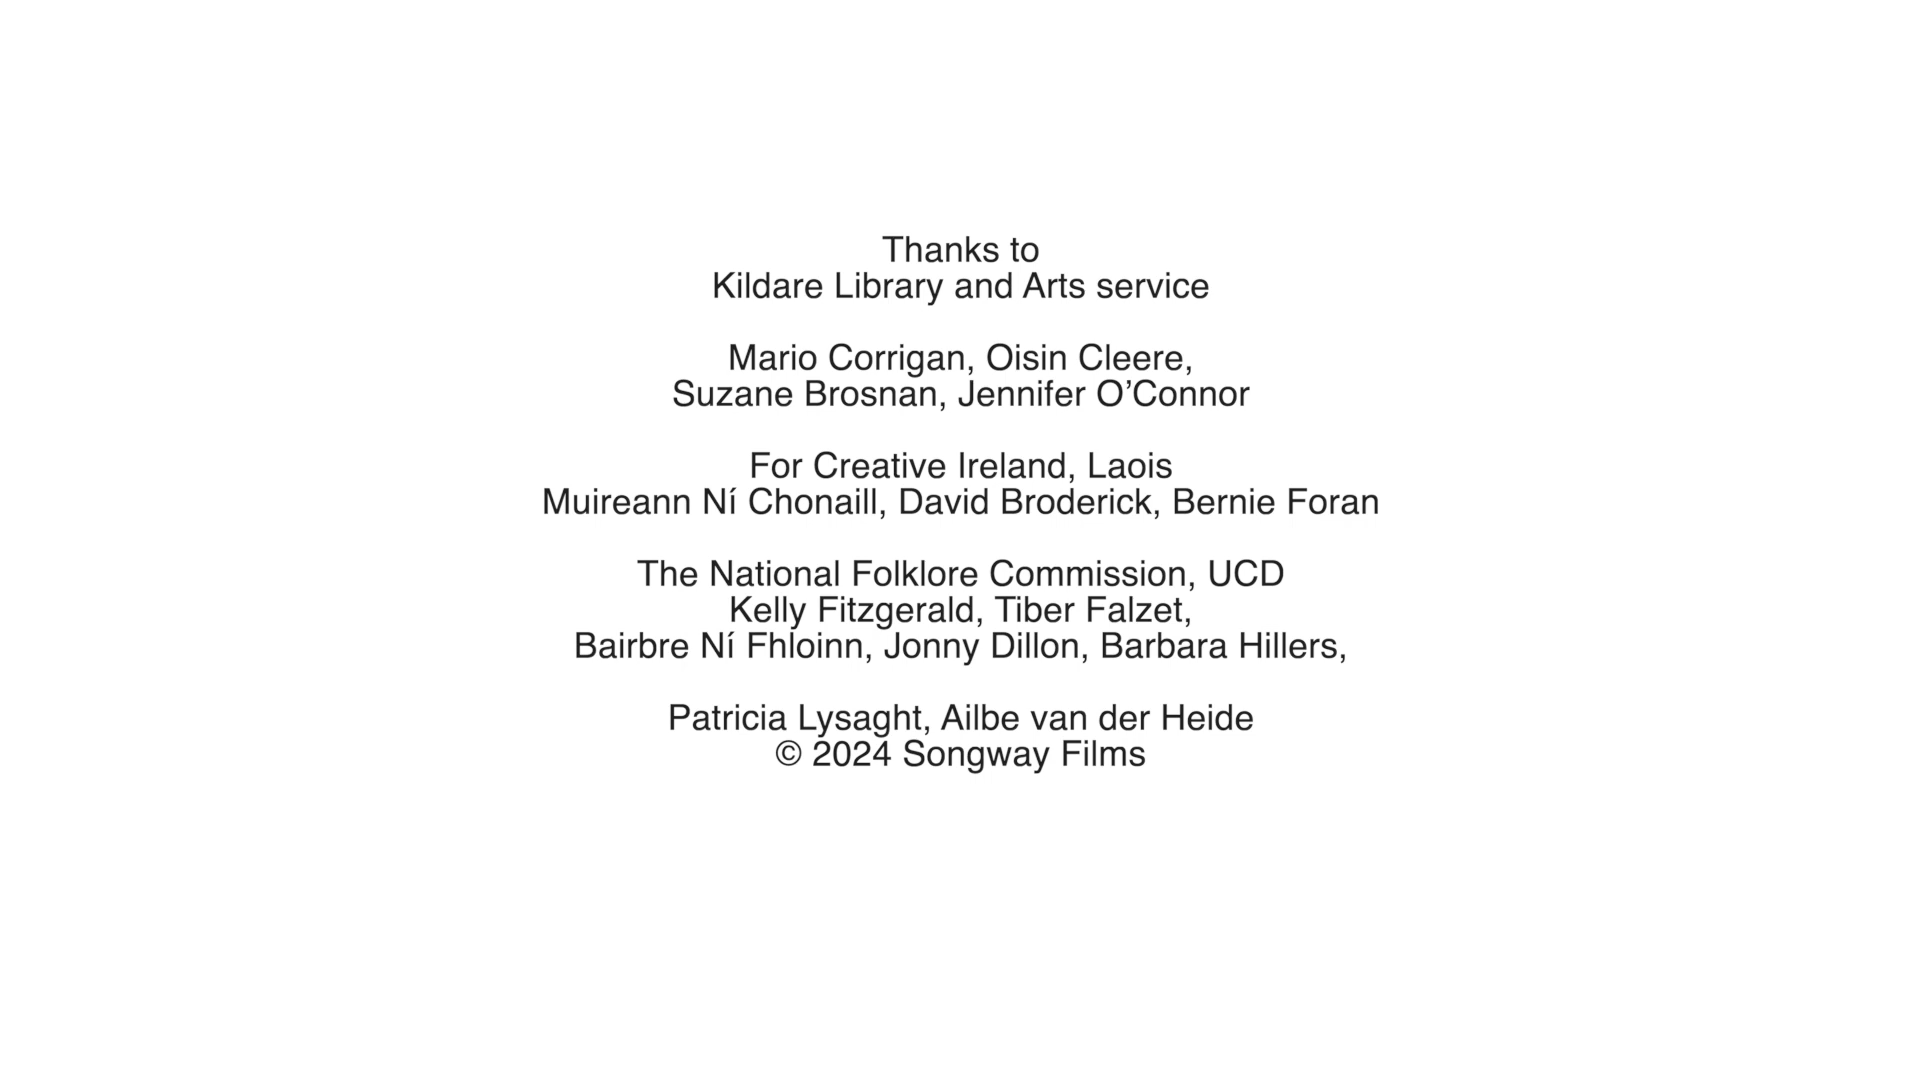 Thanks to
Kildare Library and Arts service
Mario Corrigan, Oisin Cleere,
Suzane Brosnan, Jennifer O’Connor
For Creative Ireland, Laois
Muireann Ní Chonaill, David Broderick, Bernie Foran
The National Folklore Commission, UCD
Kelly Fitzgerald, Tiber Falzet,
Bairbre Ní Fhloinn, Jonny Dillon, Barbara Hillers,
Patricia Lysaght, Ailbe van der Heide
© 2024 Songway Films